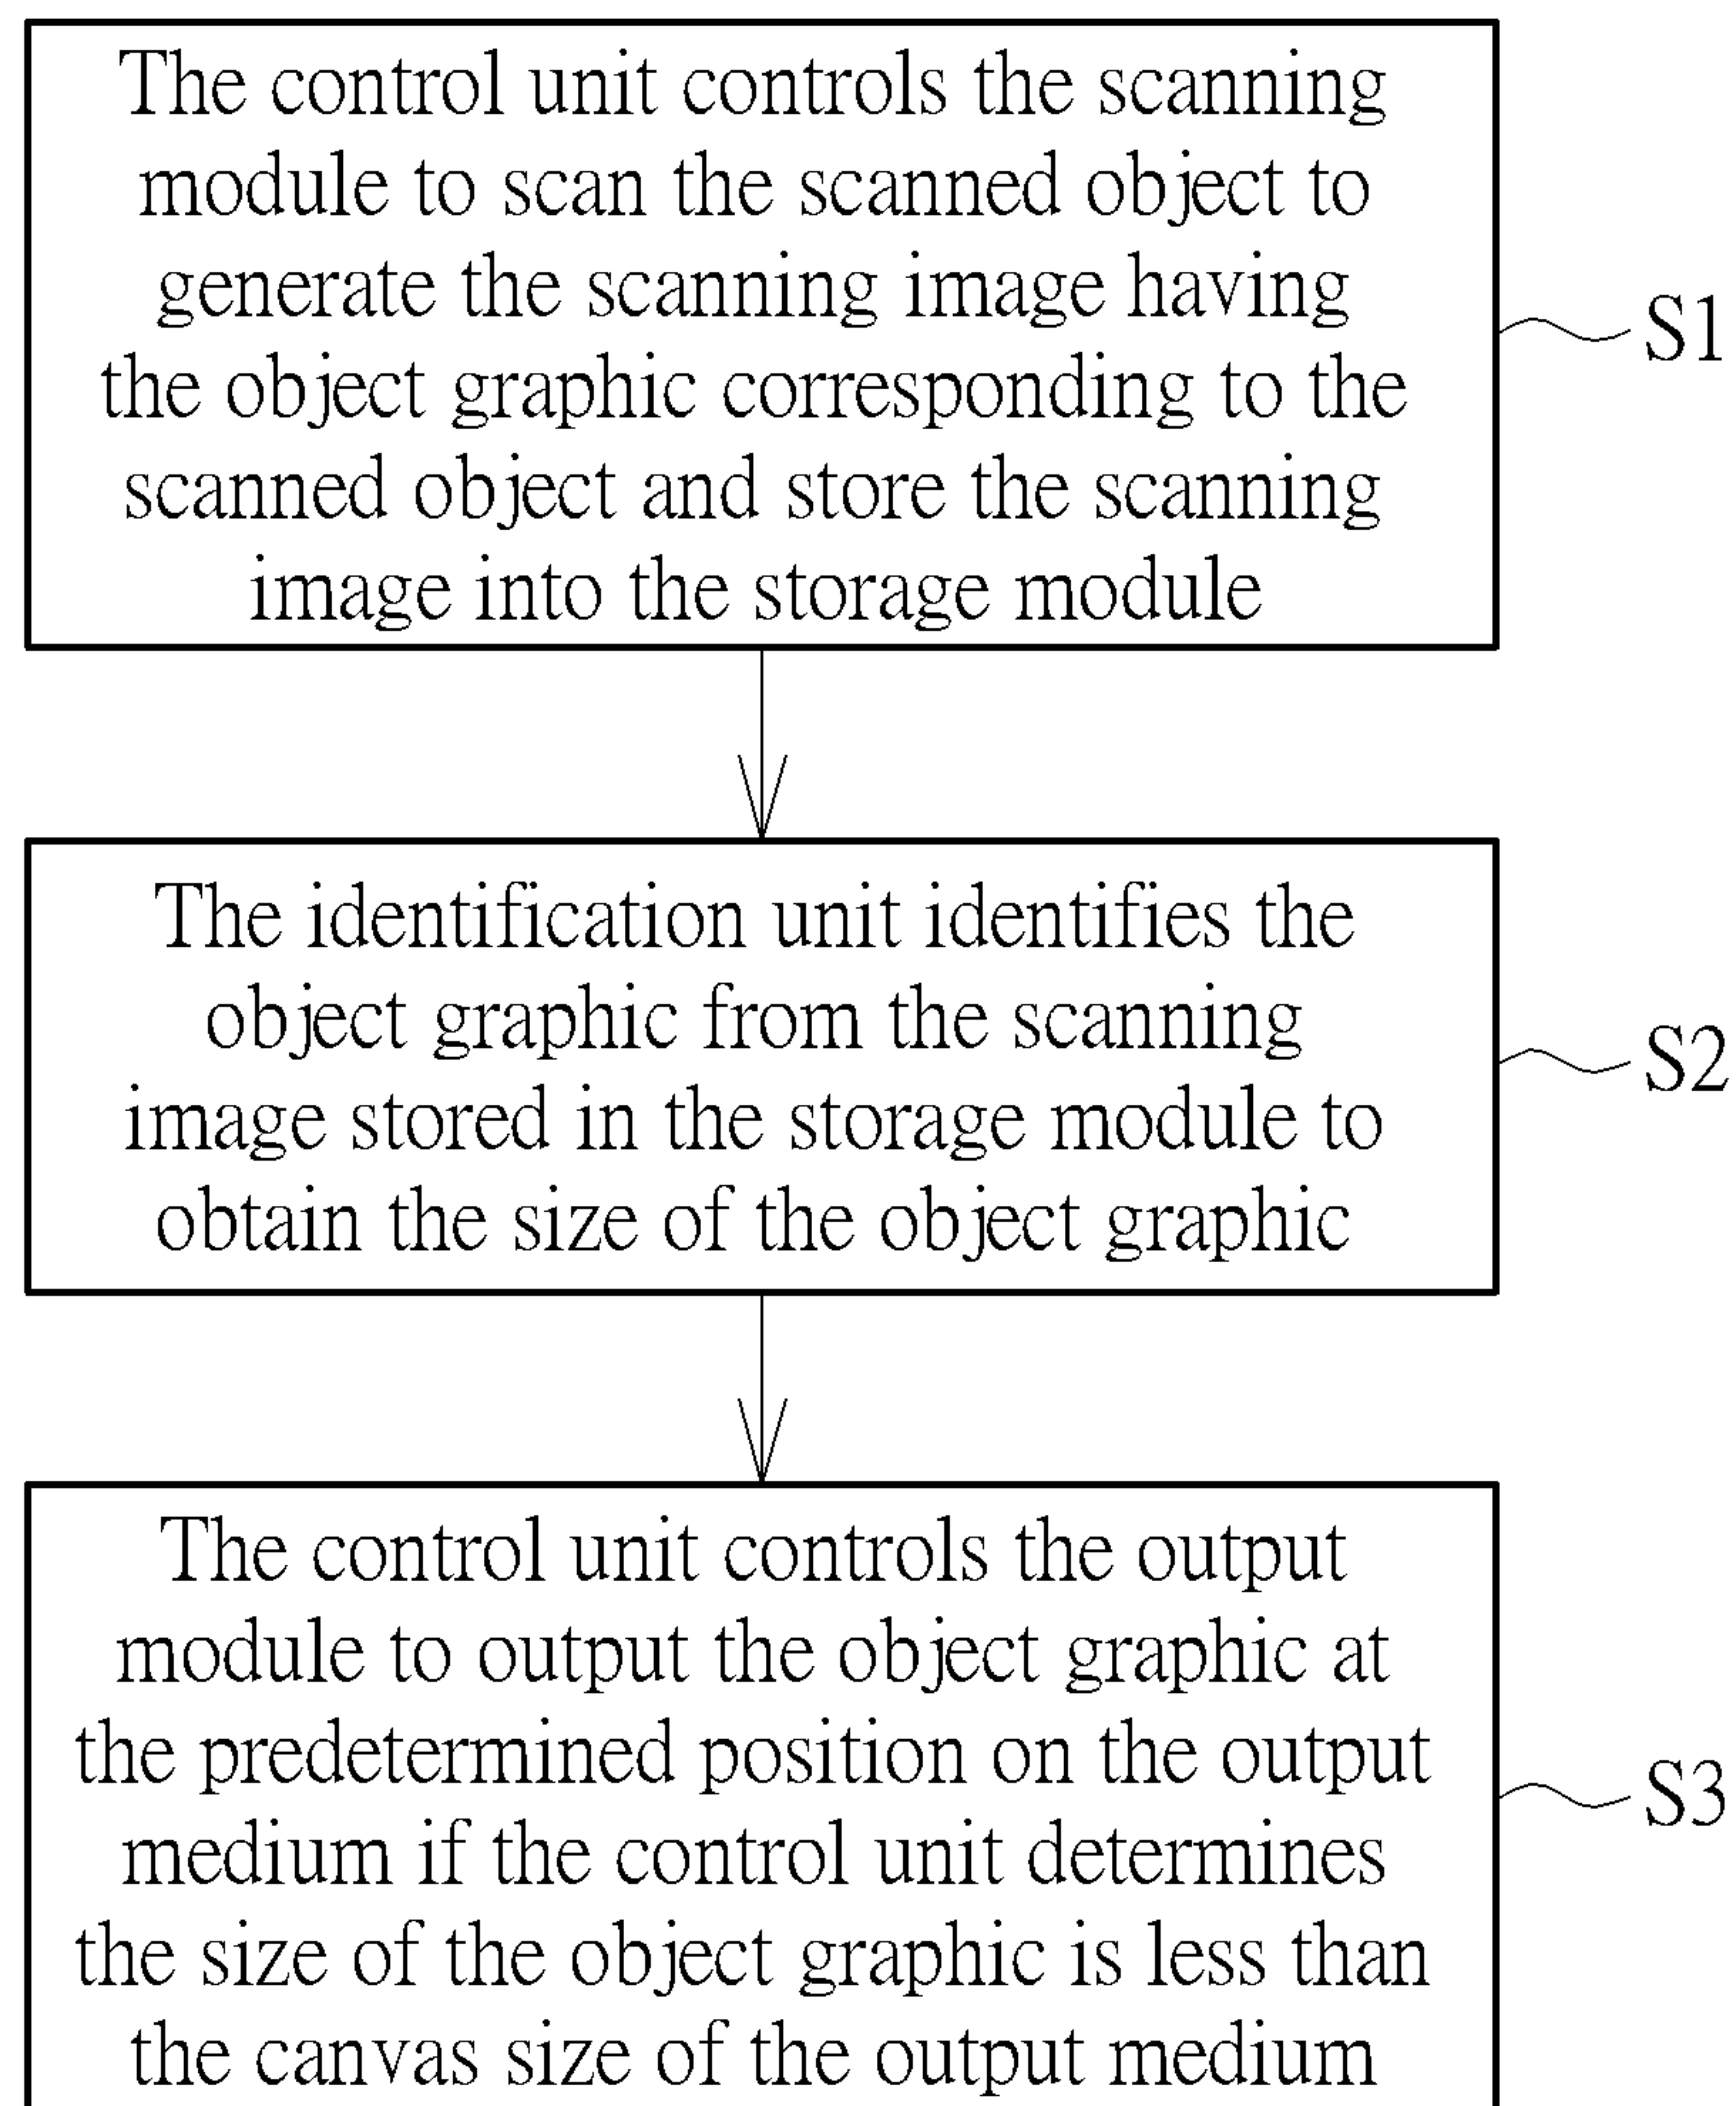 The control unit controls the scanning
module to scan the scanned object to
generate the scanning image having
the object graphic corresponding to the
scanned object and store the scanning
image into the storage module
S1
The identification unit identifies the
object graphic from the scanning
image stored in the storage module to
obtain the size of the object graphic
S2
The control unit controls the output
module to output the object graphic at
the predetermined position on the output
medium if the control unit determines
the size of the object graphic is less than
the canvas size of the output medium
S3